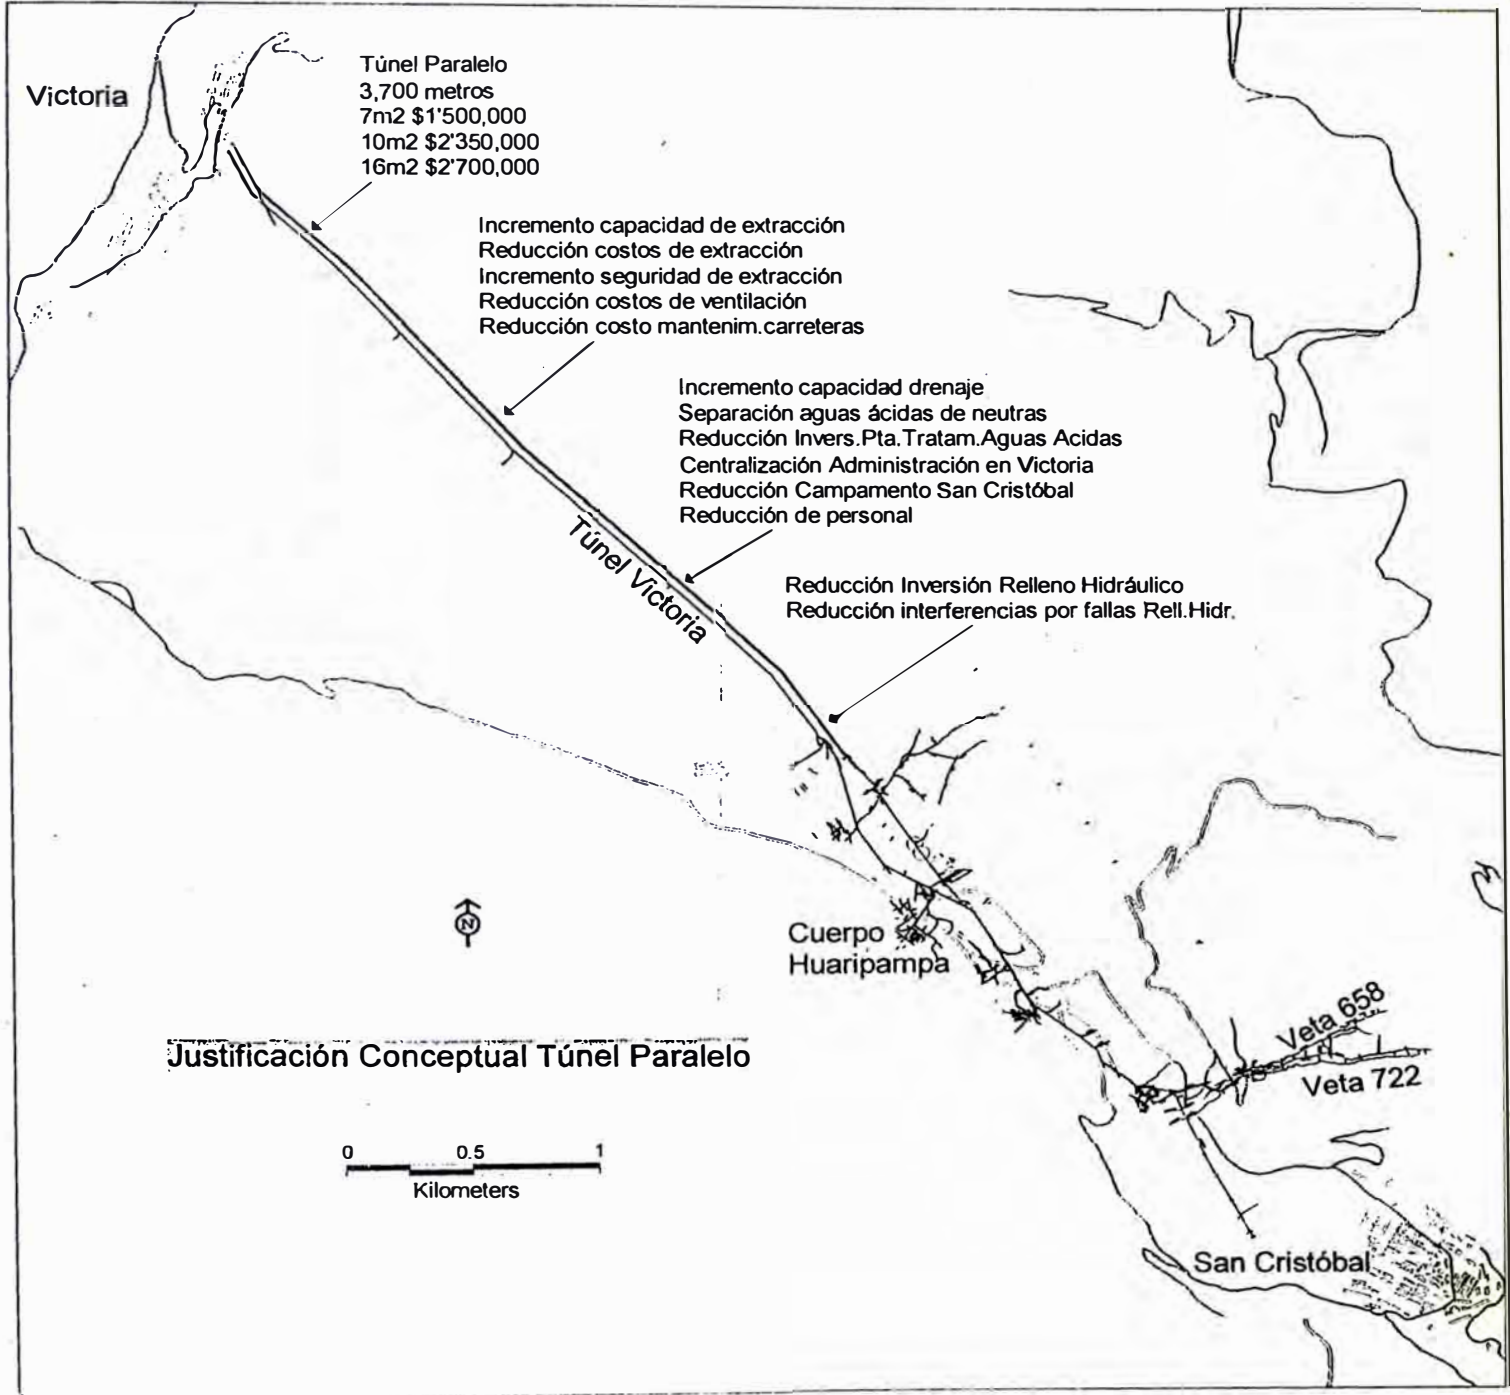 Victoria
Túnel Paralelo
3,700 metros
7m2 $1'500,000
10m2 $2'350,000
16m2 $2'700,000
Incremento capacidad de extracción
Reducción costos de extracción
Incremento seguridad de extracción
Reducción costos de ventilación
Reducción costo mantenim.carreteras
Incremento capacidad drenaje
Separación aguas ácidas de neutras
Reducción Invers.Pta.Tratam.Aguas Acidas
Centralización Administración en Victoria
Reducción Campamento San Cristóbal
Reducción de personal
Túnel Victoria
Reducción Inversión Relleno Hidráulico
Reducción interferencias por fallas Rell.Hidr.
N
Cuerpo
Huaripampa
Veta 658
Veta 722
Justificación Conceptual Túnel Paralelo
0 0.5 1
Kilometers
San Cristóbal